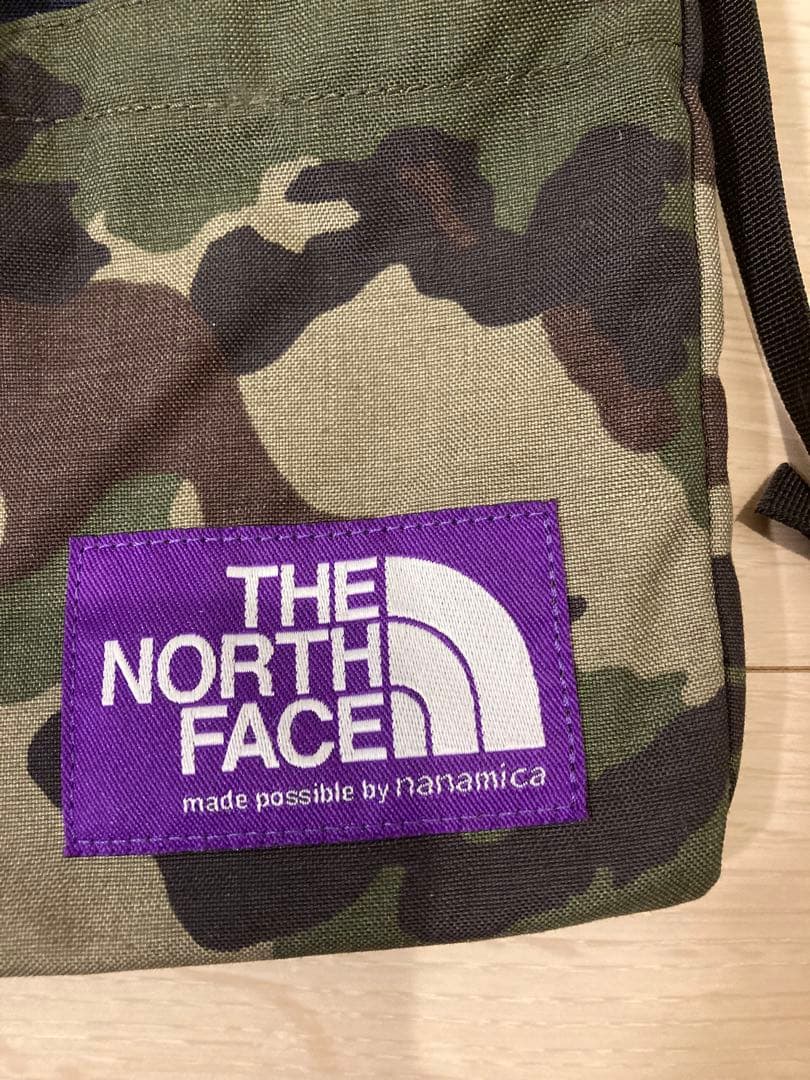 THE
NORTH
FACE
made possible by nanamica